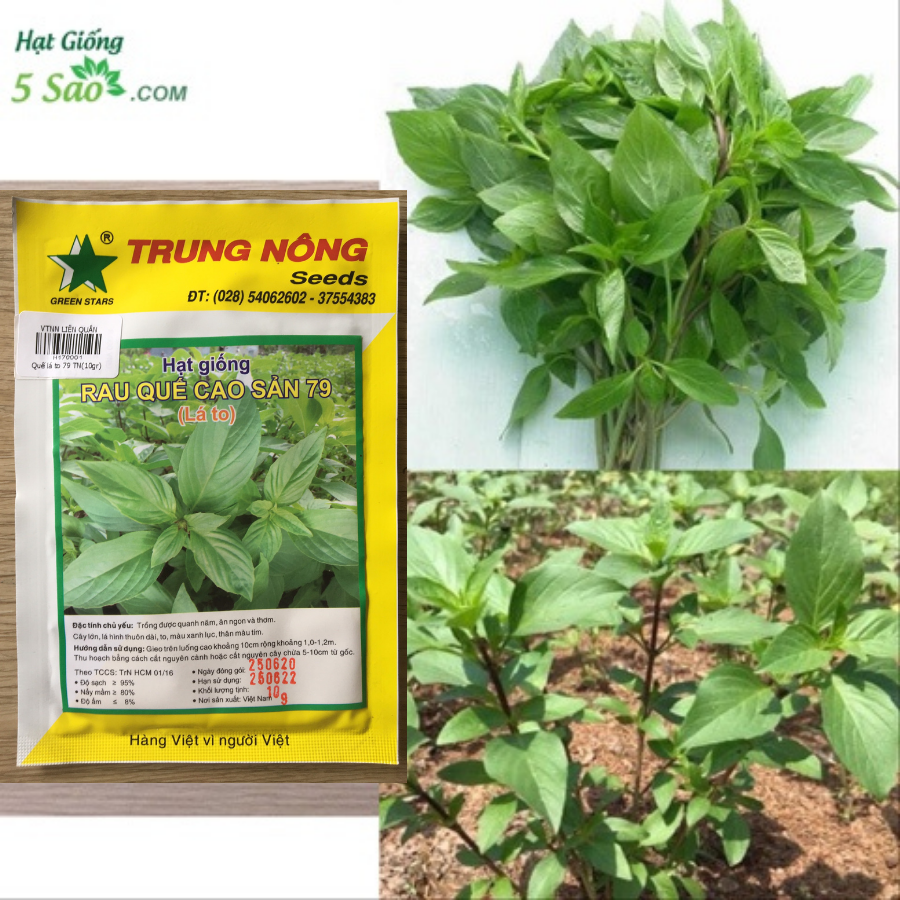 Hạt Giống
5 Sao.COM
®
TRUNG NÔNG
Seeds
GREEN STARS
ĐT: (028) 54062602 - 37554383
VTNN LIÊN QUÂN
H170001
Quế lá to 79 TN(10gr)
Hạt giống
RAU QUẾ CAO SẢN 79
(Lá to)
Đặc tính chủ yếu: Trồng được quanh năm, ăn ngon và thơm.
Cây lớn, lá hình thuôn dài, to, màu xanh lục, thân màu tím.
Hướng dẫn sử dụng: Gieo trên luống cao khoảng 10cm rộng khoảng 1,0-1,2m.
Thu hoạch bằng cách cắt nguyên cành hoặc cắt nguyên cây chừa 5-10cm từ gốc.
Theo TCCS: TrN HCM 01/16
• Độ sạch ≥ 95%
• Nẩy mầm ≥ 80%
• Độ ẩm ≤ 8%
• Ngày đóng gói: 250620
• Hạn sử dụng: 250622
• Khối lượng tịnh: 10g
• Nơi sản xuất: Việt Nam
Hàng Việt vì người Việt